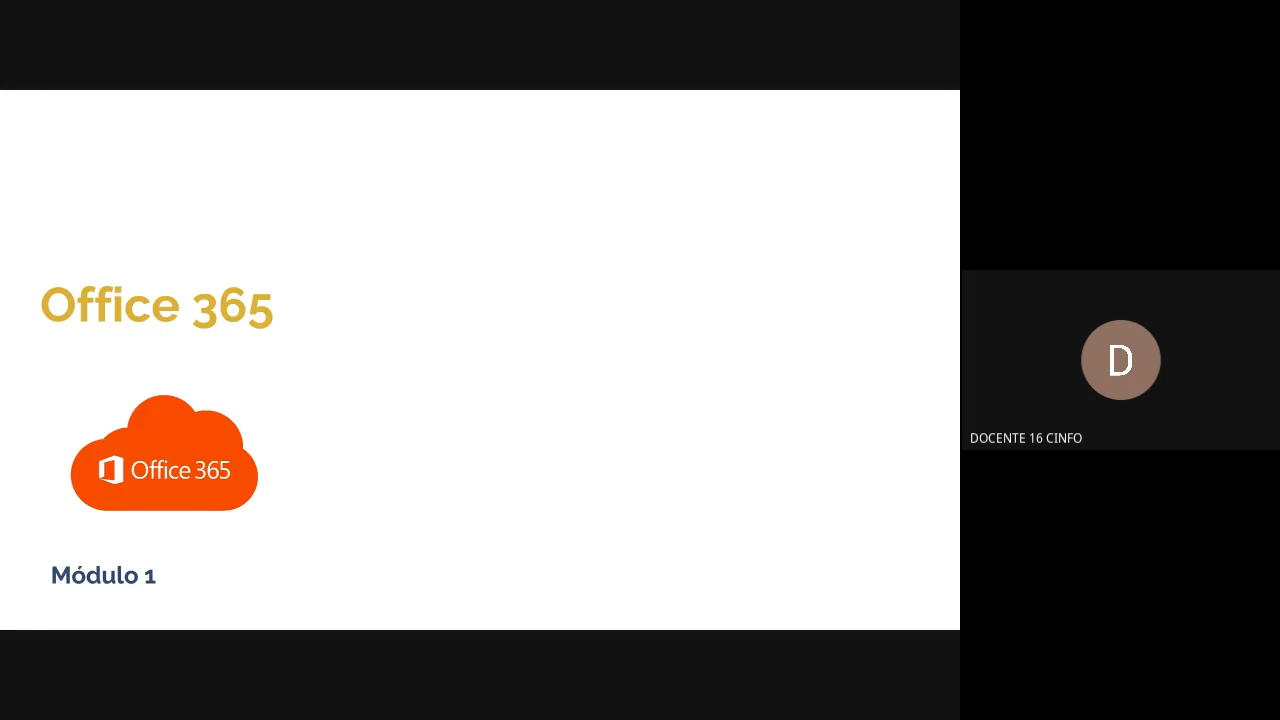 Office 365
Office 365
Módulo 1
D
DOCENTE 16 CINFO